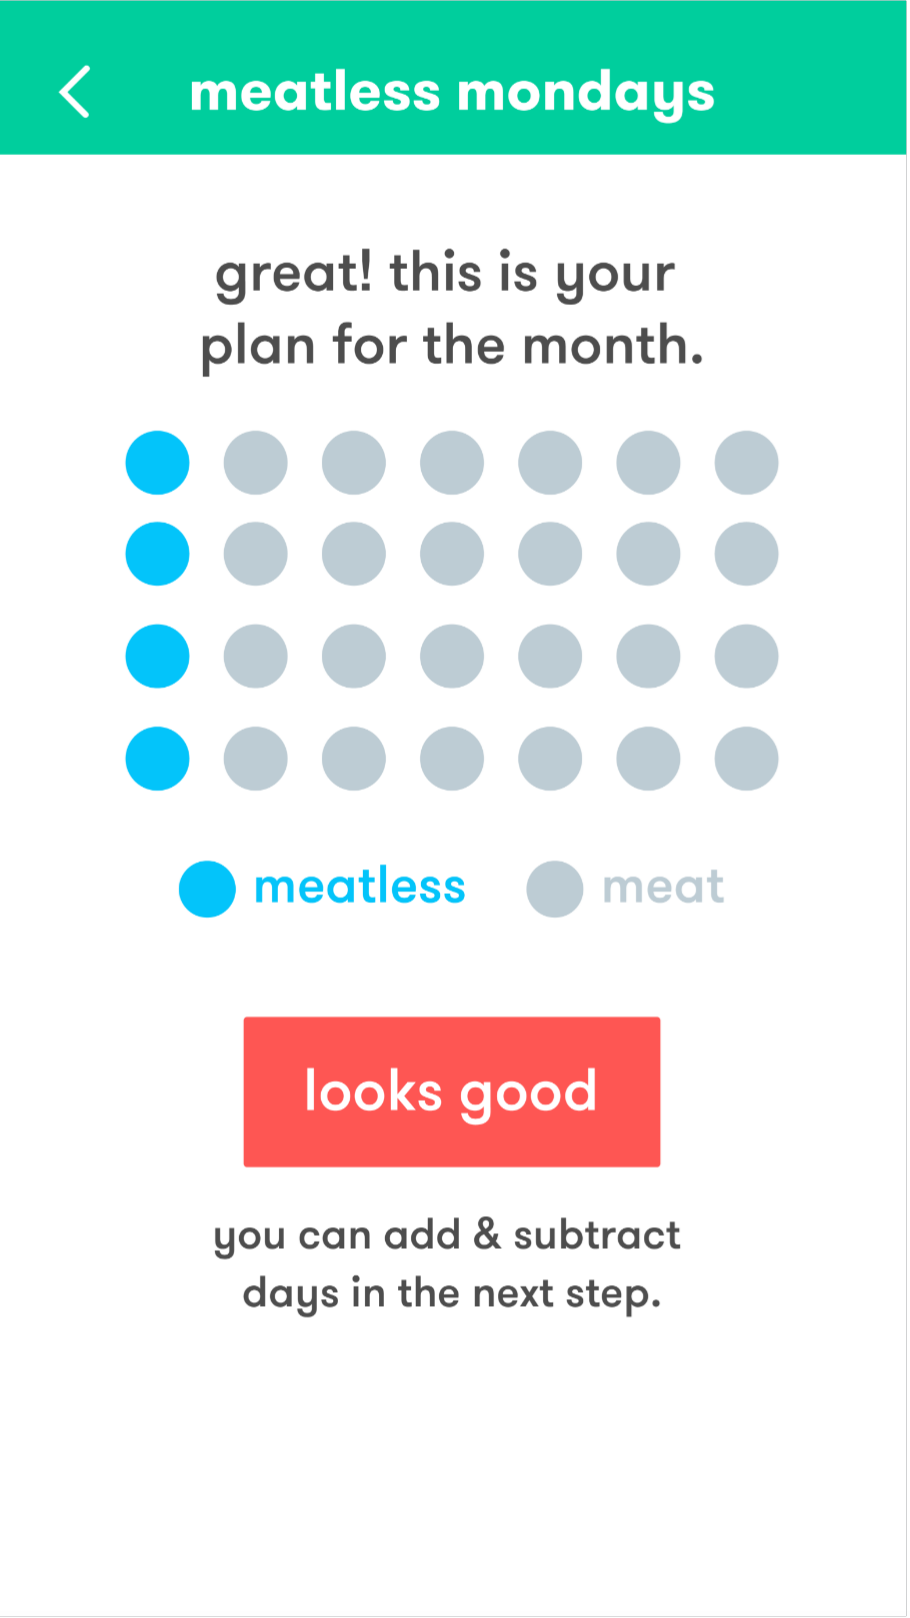 meatless mondays
great! this is your
plan for the month.
meatless meat
looks good
you can add & subtract
days in the next step.